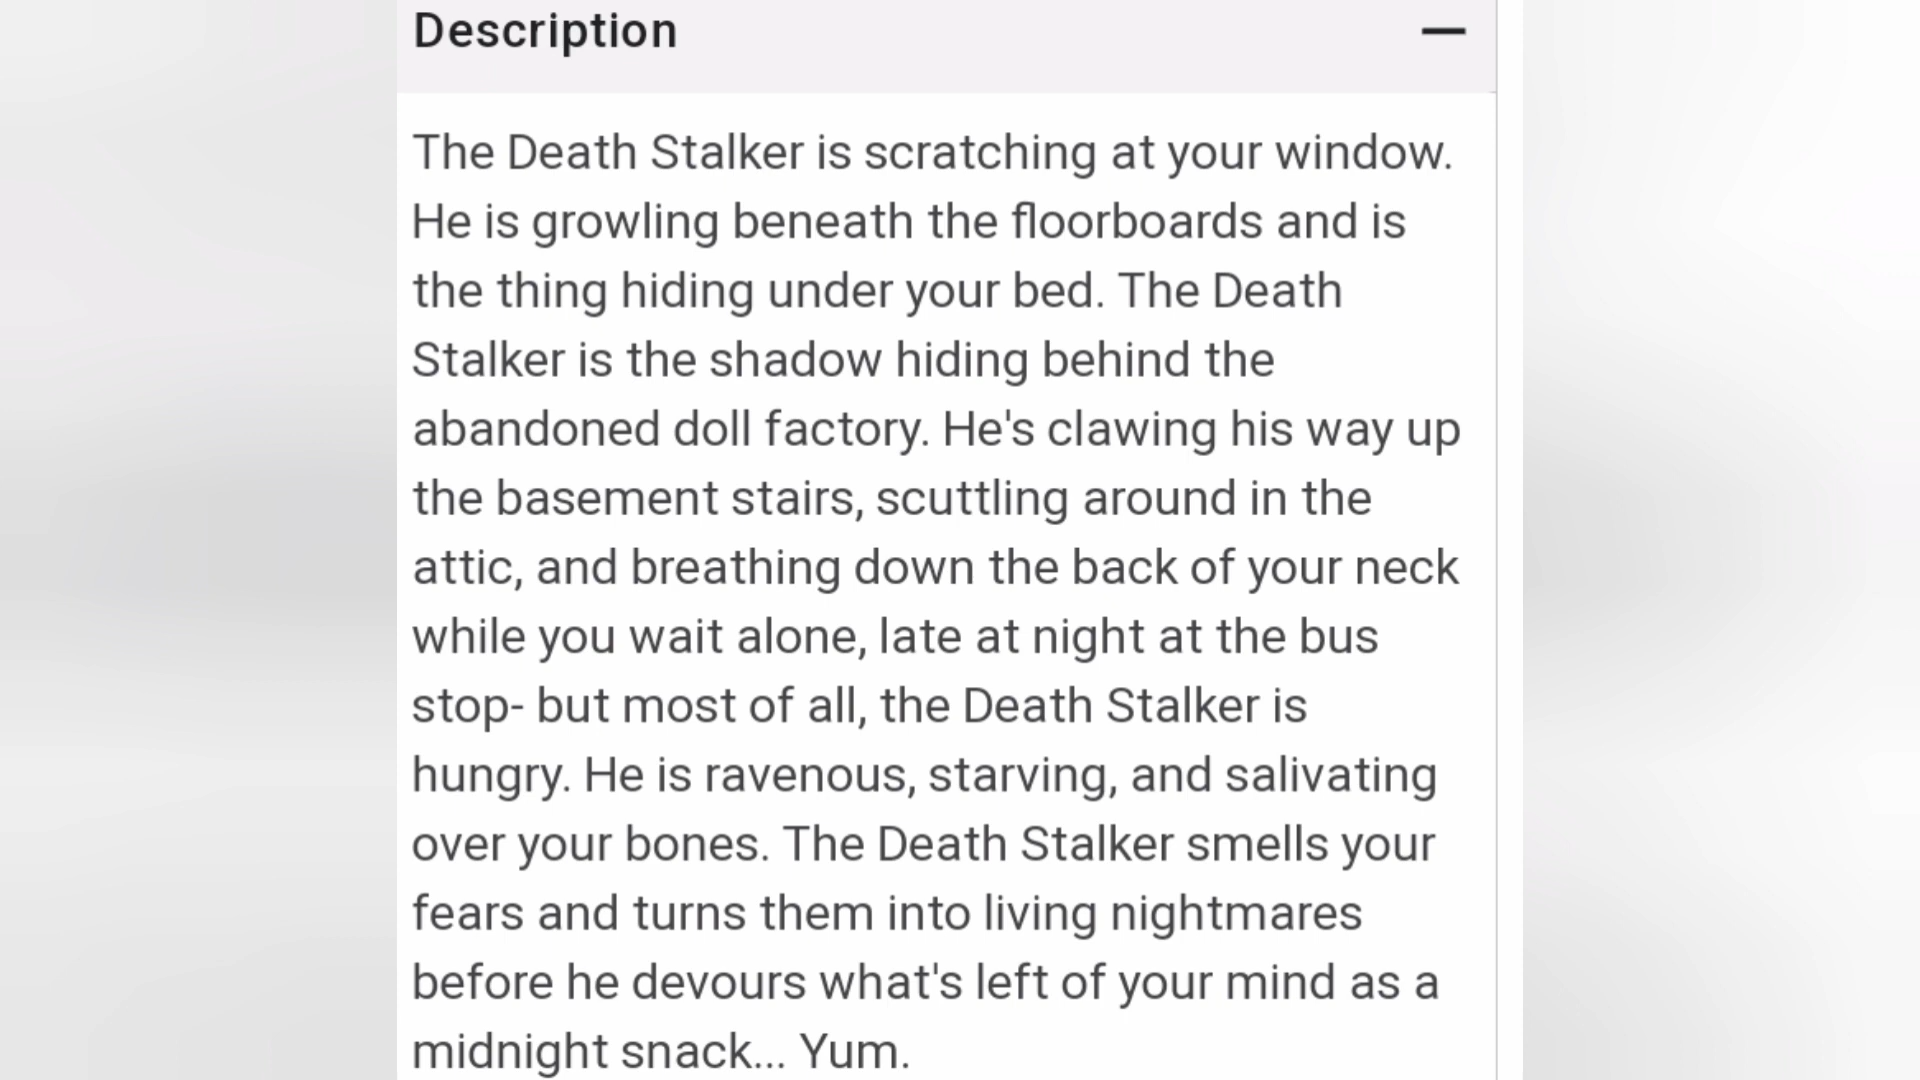 Description
The Death Stalker is scratching at your window.
He is growling beneath the floorboards and is
the thing hiding under your bed. The Death
Stalker is the shadow hiding behind the
abandoned doll factory. He's clawing his way up
the basement stairs, scuttling around in the
attic, and breathing down the back of your neck
while you wait alone, late at night at the bus
stop- but most of all, the Death Stalker is
hungry. He is ravenous, starving, and salivating
over your bones. The Death Stalker smells your
fears and turns them into living nightmares
before he devours what's left of your mind as a
midnight snack... Yum.